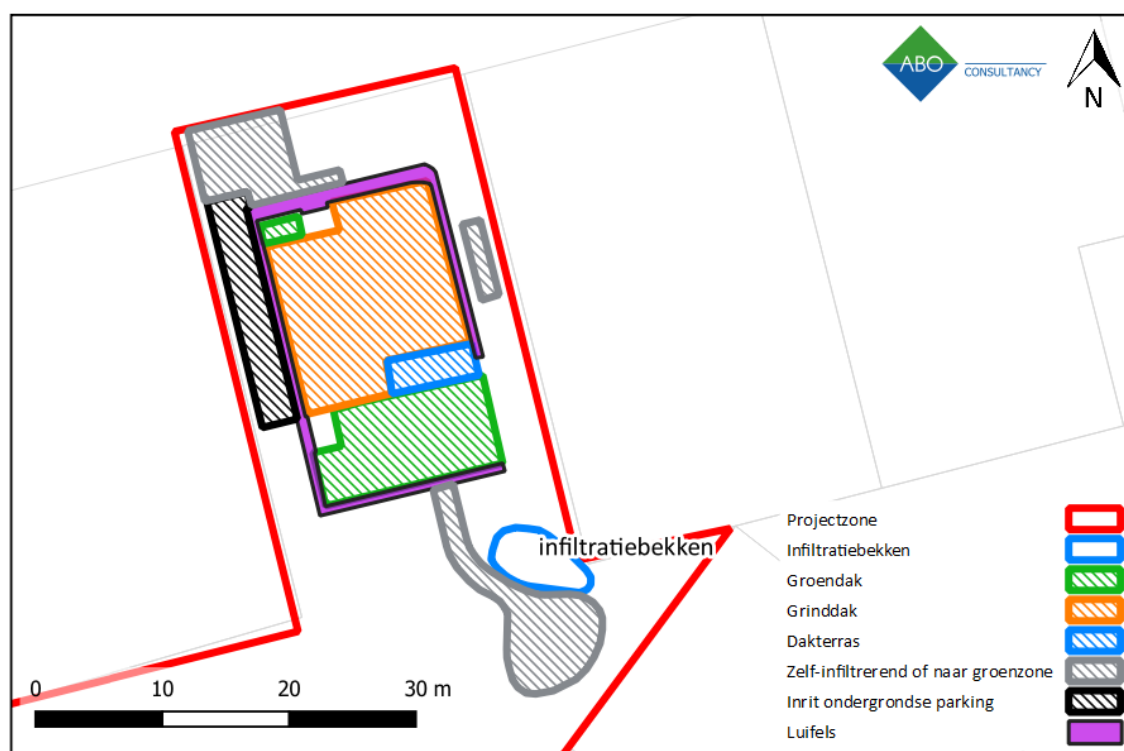 ABO
CONSULTANCY
N
infiltratiebekken
Projectzone
Infiltratiebekken
Groendak
Grinddak
Dakterras
Zelf-infiltrerend of naar groenzone
Inrit ondergrondse parking
Luifels
0 10 20 30 m